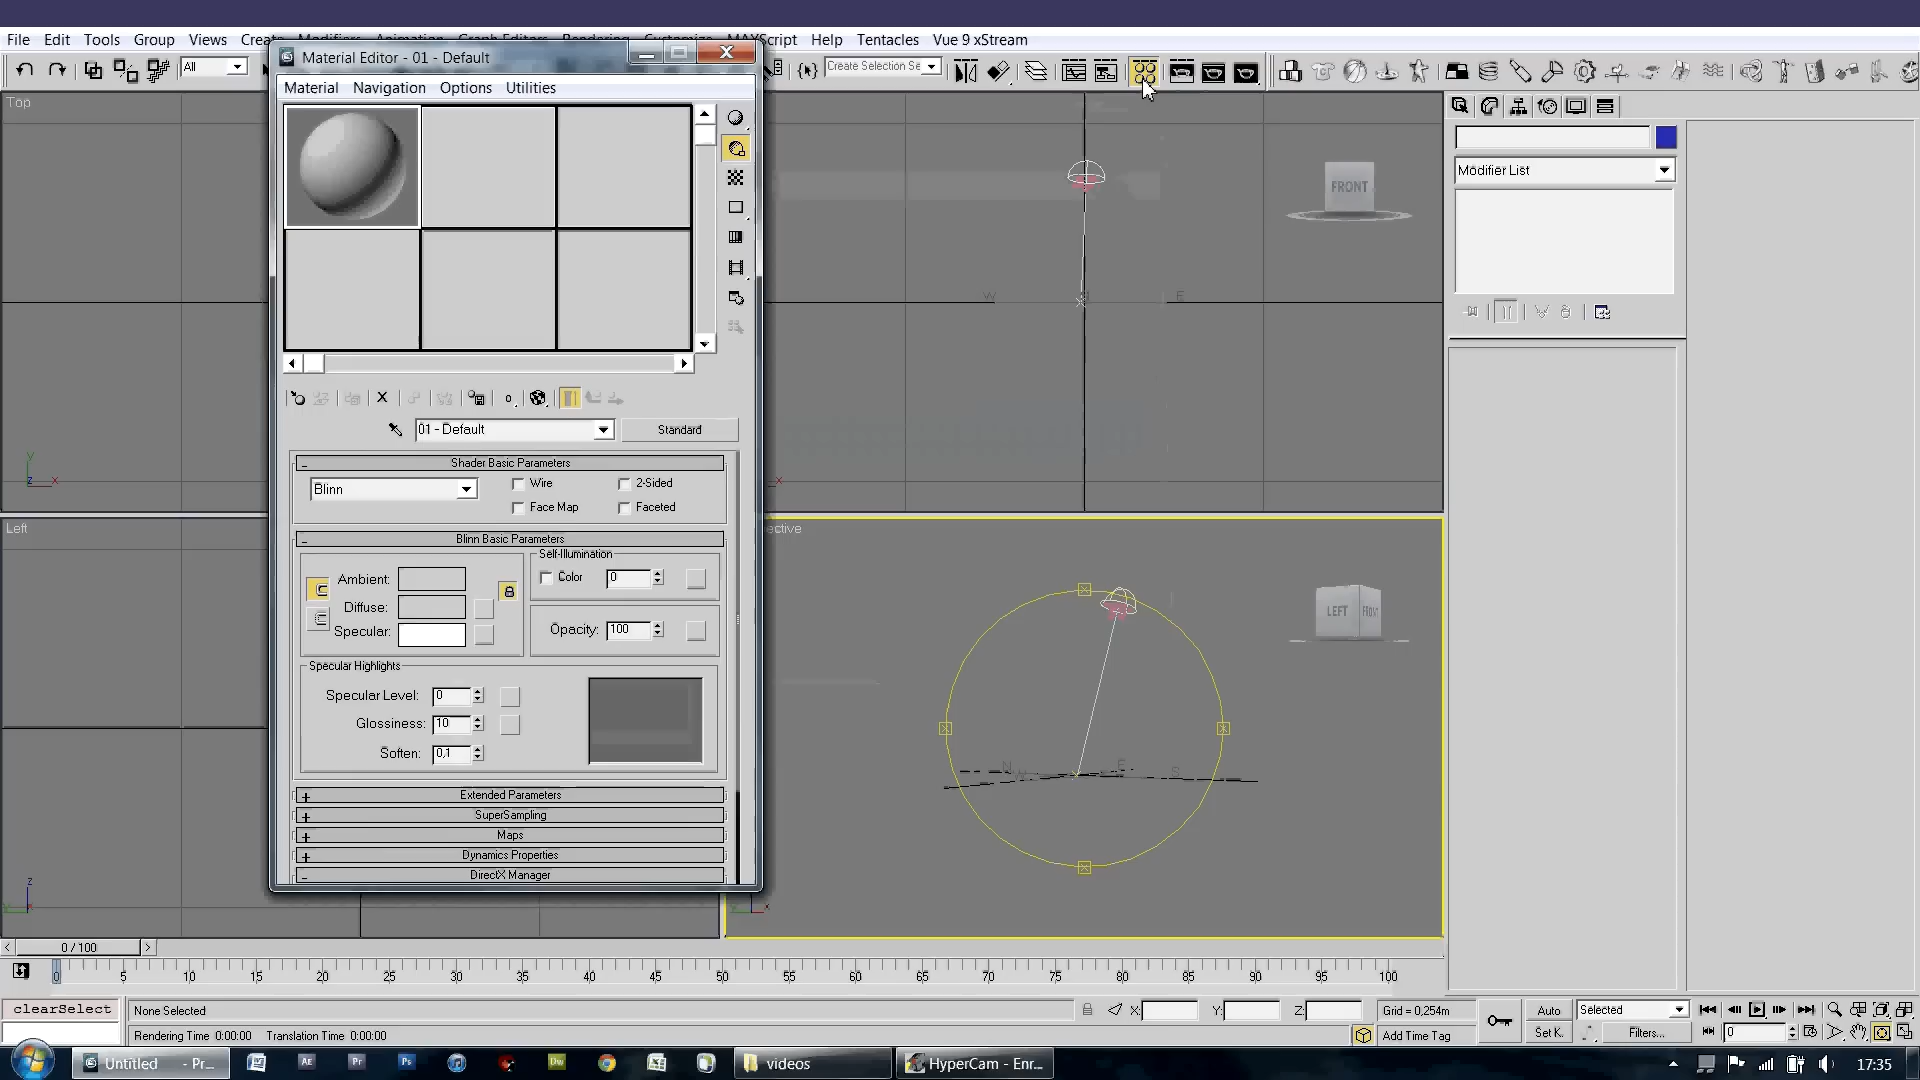 File Edit Tools Group Views Create Modifiers Animation Graph Editors Rendering Customize MAXScript Help Tentacles Vue 9 xStream
Material Editor - 01 - Default
All
Create Selection Se
Material Navigation Options Utilities
Top
FRONT
Modifier List
W
E
01 - Default
Standard
Shader Basic Parameters
Blinn
Wire
2-Sided
Face Map
Faceted
y
z x
x
Left
ective
Blinn Basic Parameters
Self-Illumination
Ambient:
Color 0
Diffuse:
Specular:
Opacity: 100
LEFT FRONT
Specular Highlights
Specular Level: 0
Glossiness: 10
Soften: 0,1
N W E S
Extended Parameters
SuperSampling
Maps
Dynamics Properties
DirectX Manager
z
y x
x
0 / 100
0 5 10 15 20 25 30 35 40 45 50 55 60 65 70 75 80 85 90 95 100
clearSelect
None Selected
X: Y: Z:
Grid = 0,254m
Auto
Selected
Rendering Time 0:00:00 Translation Time 0:00:00
Add Time Tag
Set K.
Filters...
0
Untitled - Pr...
AE
Pr
Ps
Dw
videos
HyperCam - Enr...
17:35